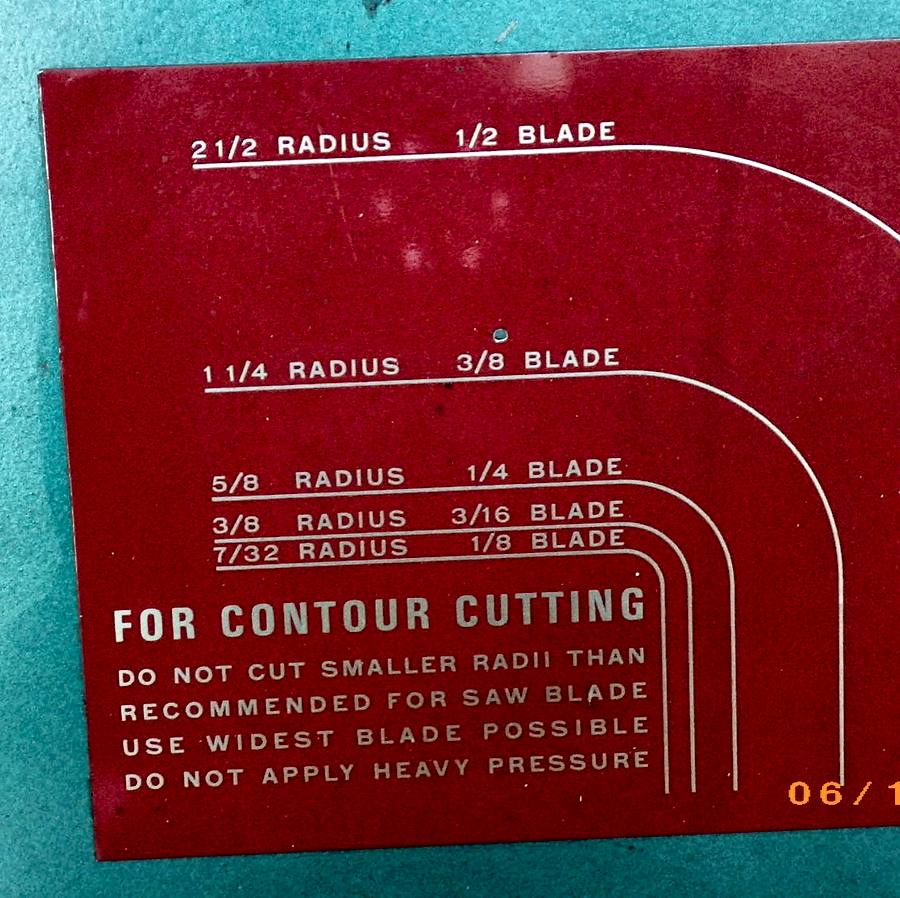 2 1/2 RADIUS 1/2 BLADE
1 1/4 RADIUS 3/8 BLADE
5/8 RADIUS 1/4 BLADE
3/8 RADIUS 3/16 BLADE
7/32 RADIUS 1/8 BLADE
FOR CONTOUR CUTTING
DO NOT CUT SMALLER RADII THAN
RECOMMENDED FOR SAW BLADE
USE WIDEST BLADE POSSIBLE
DO NOT APPLY HEAVY PRESSURE
06/1